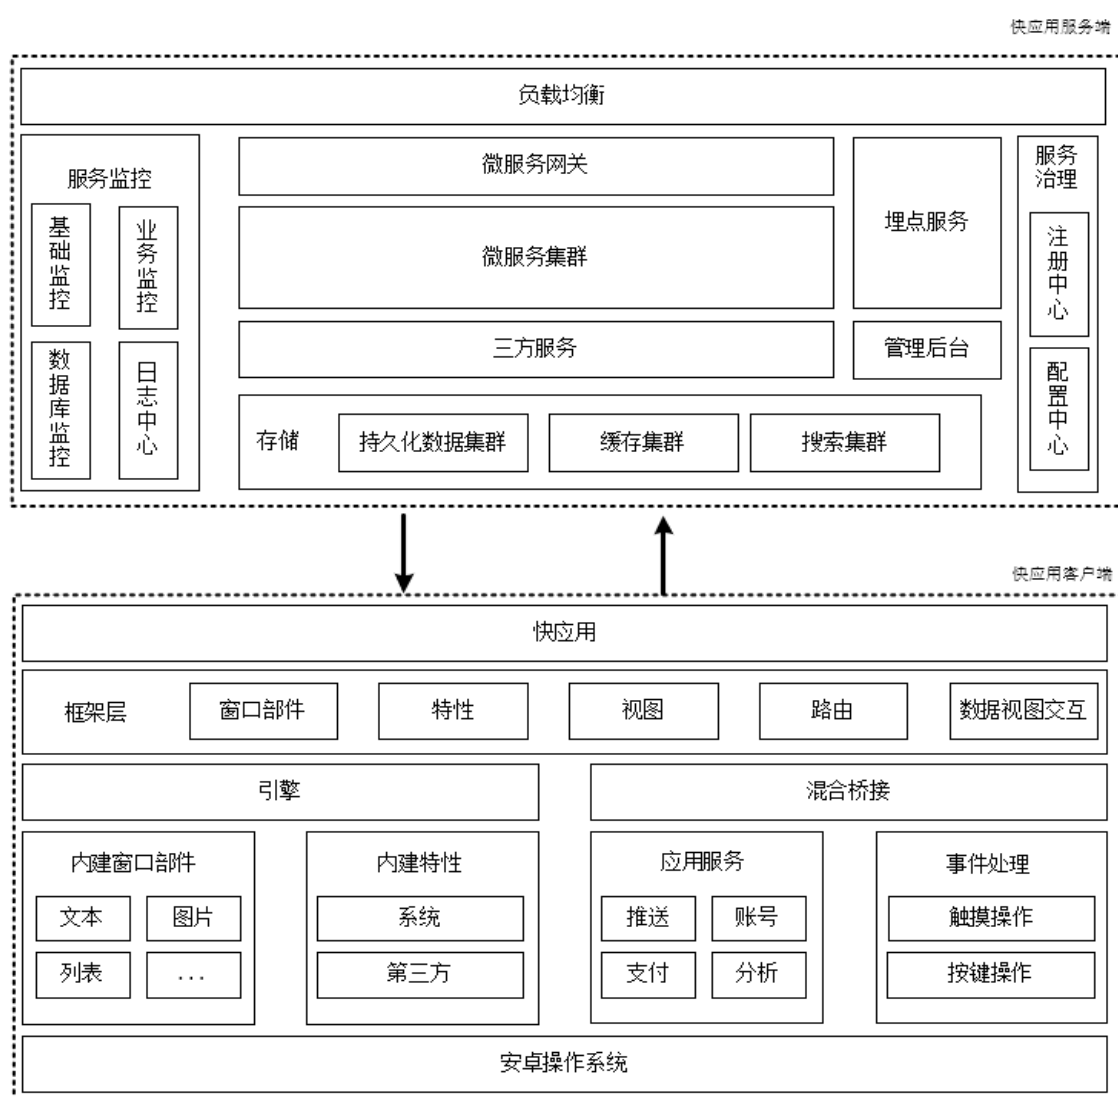 快应用服务端
负载均衡
服务监控
基础监控
业务监控
数据库监控
日志中心
微服务网关
微服务集群
三方服务
埋点服务
管理后台
存储
持久化数据集群
缓存集群
搜索集群
服务
治理
注册中心
配置中心
快应用客户端
快应用
框架层
窗口部件
特性
视图
路由
数据视图交互
引擎
混合桥接
内建窗口部件
文本
图片
列表
...
内建特性
系统
第三方
应用服务
推送
账号
支付
分析
事件处理
触摸操作
按键操作
安卓操作系统